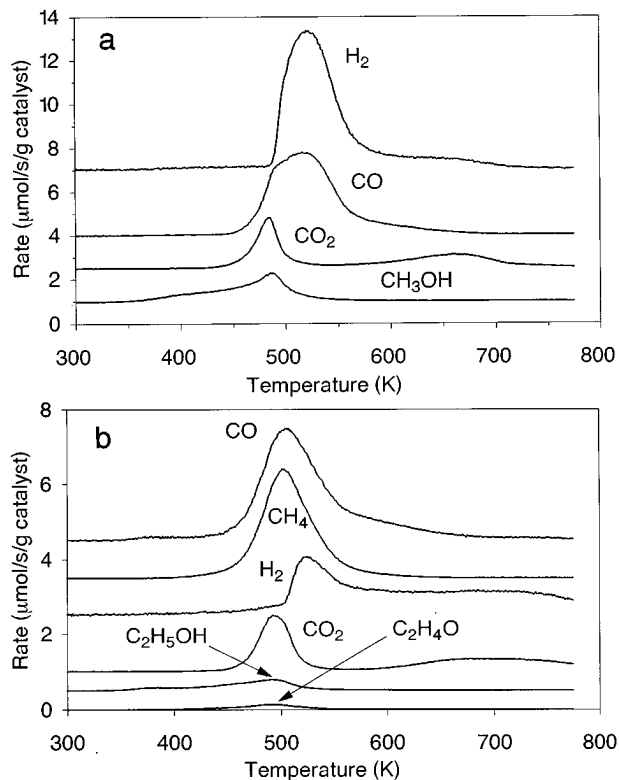 a
14
12
10
8
6
4
2
0
Rate (μmol/s/g catalyst)
H₂
CO
CO₂
CH₃OH
300 400 500 600 700 800
Temperature (K)
b
8
6
4
2
0
Rate (μmol/s/g catalyst)
CO
CH₄
H₂
C₂H₅OH
CO₂
C₂H₄O
300 400 500 600 700 800
Temperature (K)